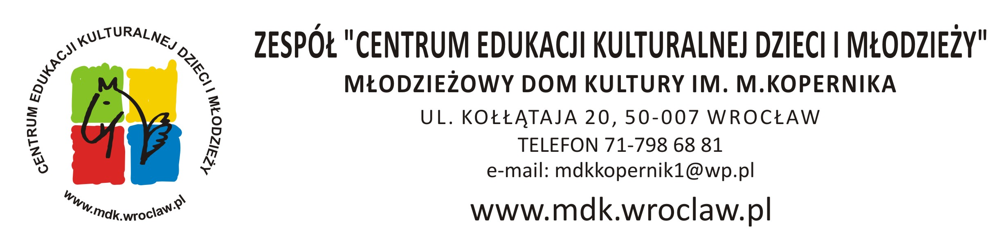 CENTRUM EDUKACJI KULTURALNEJ DZIECI I MŁODZIEŻY
www.mdk.wroclaw.pl
ZESPÓŁ "CENTRUM EDUKACJI KULTURALNEJ DZIECI I MŁODZIEŻY"
MŁODZIEŻOWY DOM KULTURY IM. M.KOPERNIKA
UL. KOŁŁĄTAJA 20, 50-007 WROCŁAW
TELEFON 71-798 68 81
e-mail: mdkkopernik1@wp.pl
www.mdk.wroclaw.pl